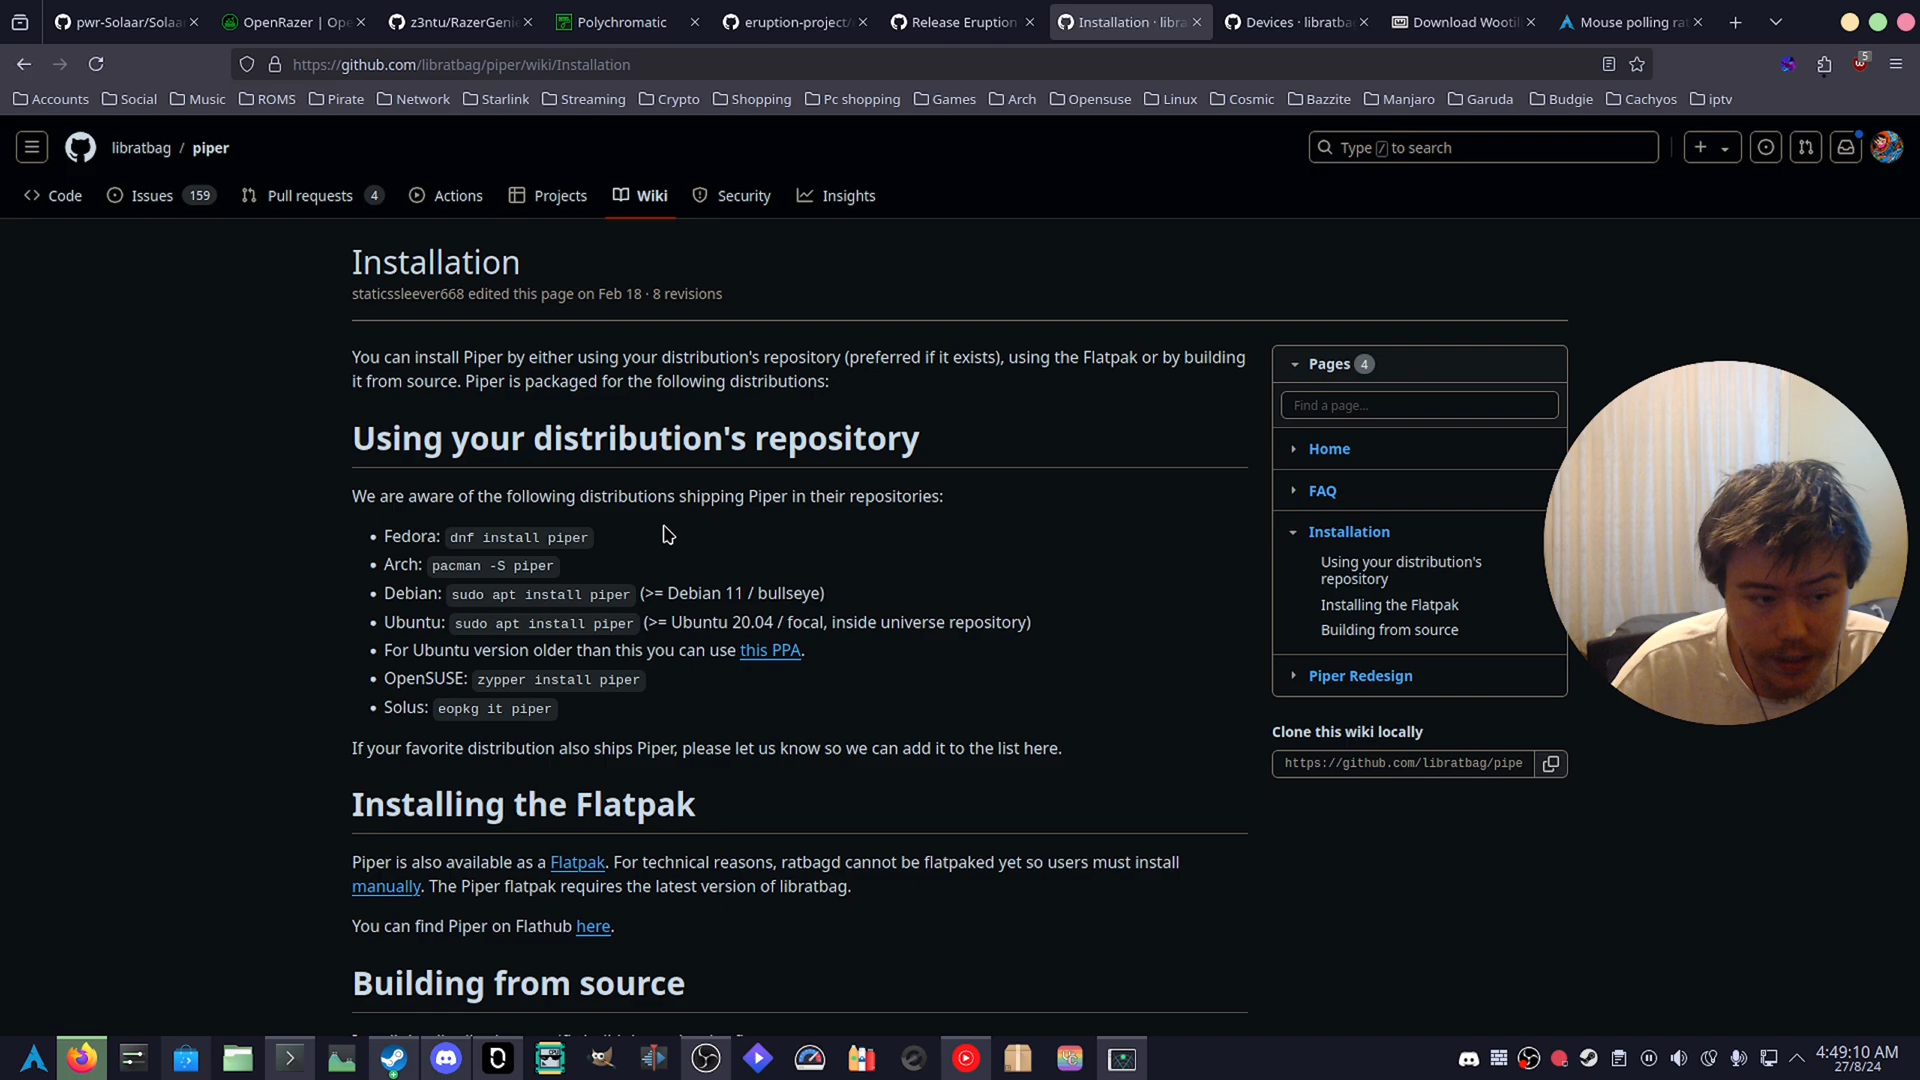 pwr-Solaar/Solaa
OpenRazer | Ope
z3ntu/RazerGeni
Polychromatic
eruption-project/
Release Eruption
Installation · libra
Devices · libratba
Download Wootil
Mouse polling rat
https://github.com/libratbag/piper/wiki/Installation
5
Accounts
Social
Music
ROMS
Pirate
Network
Starlink
Streaming
Crypto
Shopping
Pc shopping
Games
Arch
Opensuse
Linux
Cosmic
Bazzite
Manjaro
Garuda
Budgie
Cachyos
iptv
libratbag / piper
Type / to search
Code
Issues 159
Pull requests 4
Actions
Projects
Wiki
Security
Insights
Installation
staticssleever668 edited this page on Feb 18 · 8 revisions
You can install Piper by either using your distribution's repository (preferred if it exists), using the Flatpak or by building
it from source. Piper is packaged for the following distributions:
Using your distribution's repository
We are aware of the following distributions shipping Piper in their repositories:
• Fedora: dnf install piper
• Arch: pacman -S piper
• Debian: sudo apt install piper (>= Debian 11 / bullseye)
• Ubuntu: sudo apt install piper (>= Ubuntu 20.04 / focal, inside universe repository)
• For Ubuntu version older than this you can use this PPA.
• OpenSUSE: zypper install piper
• Solus: eopkg it piper
If your favorite distribution also ships Piper, please let us know so we can add it to the list here.
Installing the Flatpak
Piper is also available as a Flatpak. For technical reasons, ratbagd cannot be flatpaked yet so users must install
manually. The Piper flatpak requires the latest version of libratbag.
You can find Piper on Flathub here.
Building from source
Pages 4
Find a page...
Home
FAQ
Installation
Using your distribution's
repository
Installing the Flatpak
Building from source
Piper Redesign
Clone this wiki locally
https://github.com/libratbag/pipe
4:49:10 AM
27/8/24